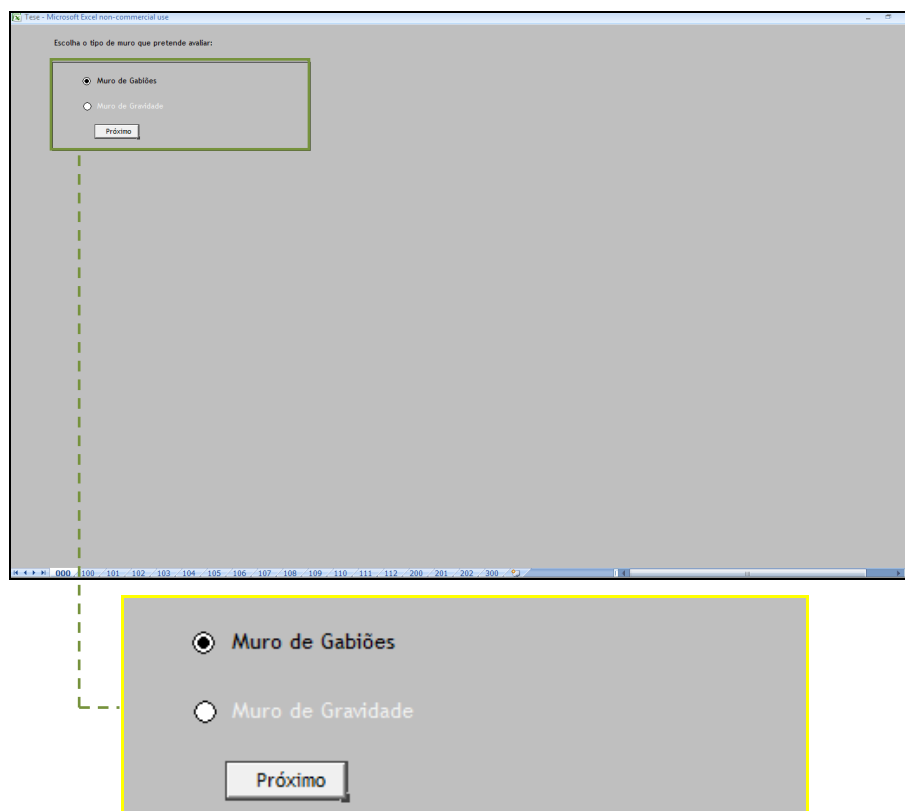 Tese - Microsoft Excel non-commercial use
Escolha o tipo de muro que pretende avaliar:
Muro de Gabiões
Muro de Gravidade
Próximo
000 100 101 102 103 104 105 106 107 108 109 110 111 112 200 201 202 300
Muro de Gabiões
Muro de Gravidade
Próximo